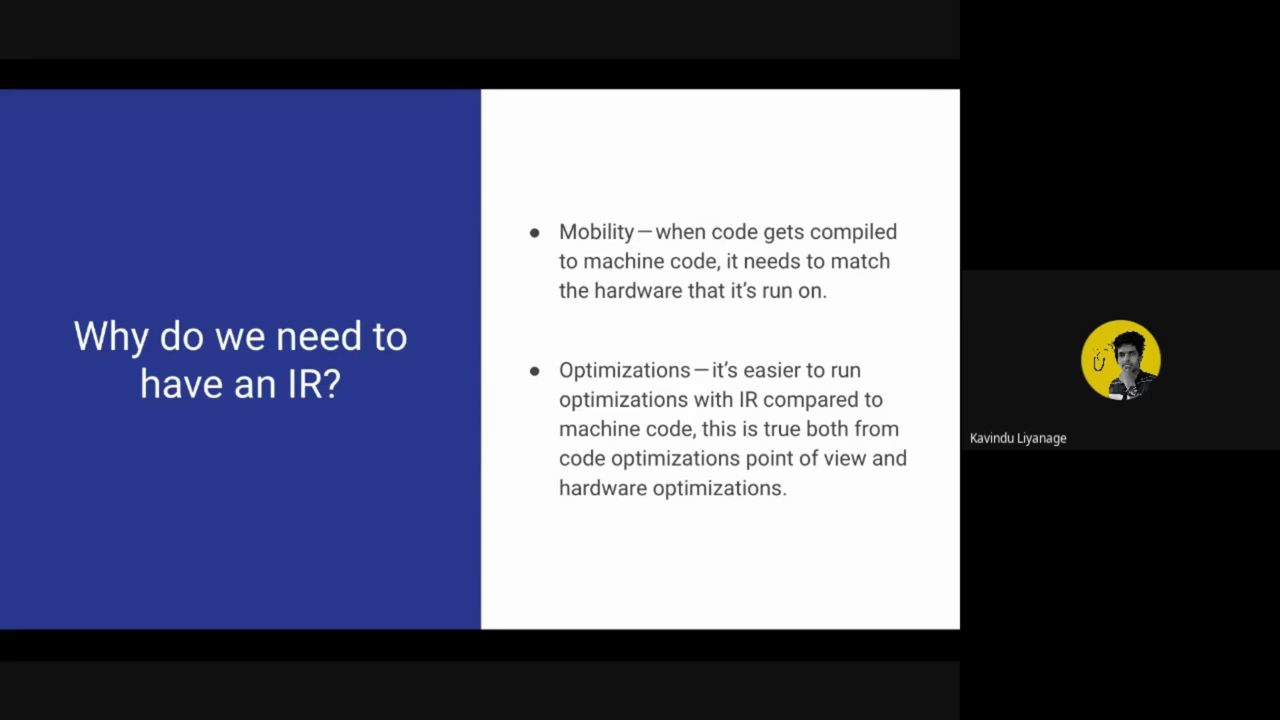 Why do we need to
have an IR?
● Mobility — when code gets compiled
to machine code, it needs to match
the hardware that it’s run on.
● Optimizations — it’s easier to run
optimizations with IR compared to
machine code, this is true both from
code optimizations point of view and
hardware optimizations.
Kavindu Liyanage